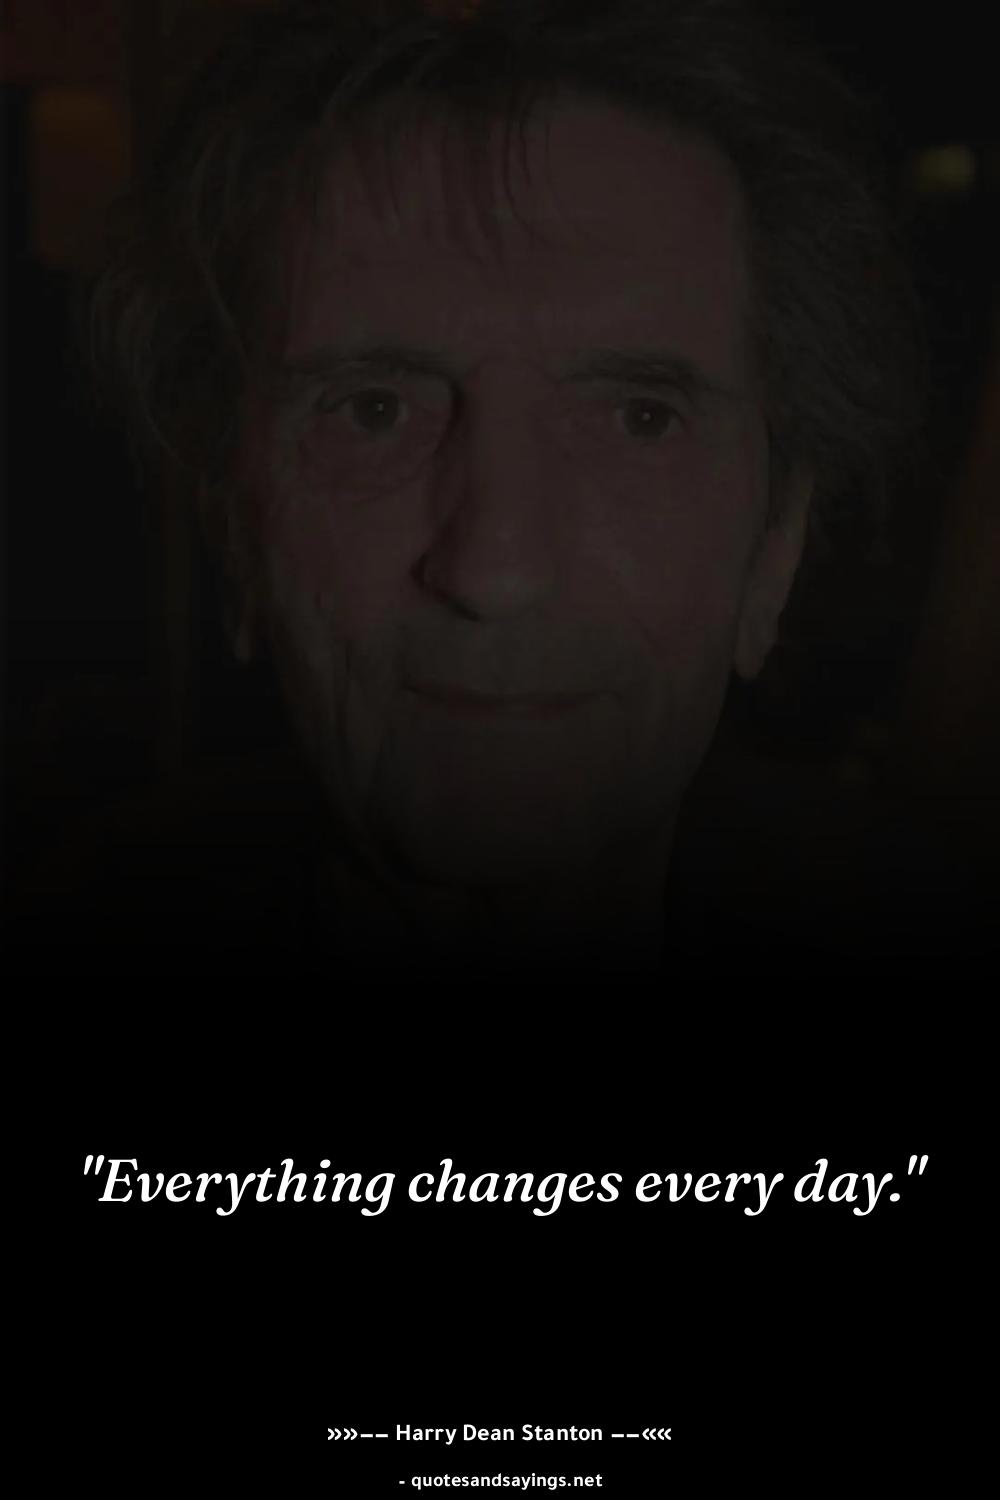 "Everything changes every day."
»»−− Harry Dean Stanton −−««
- quotesandsayings.net